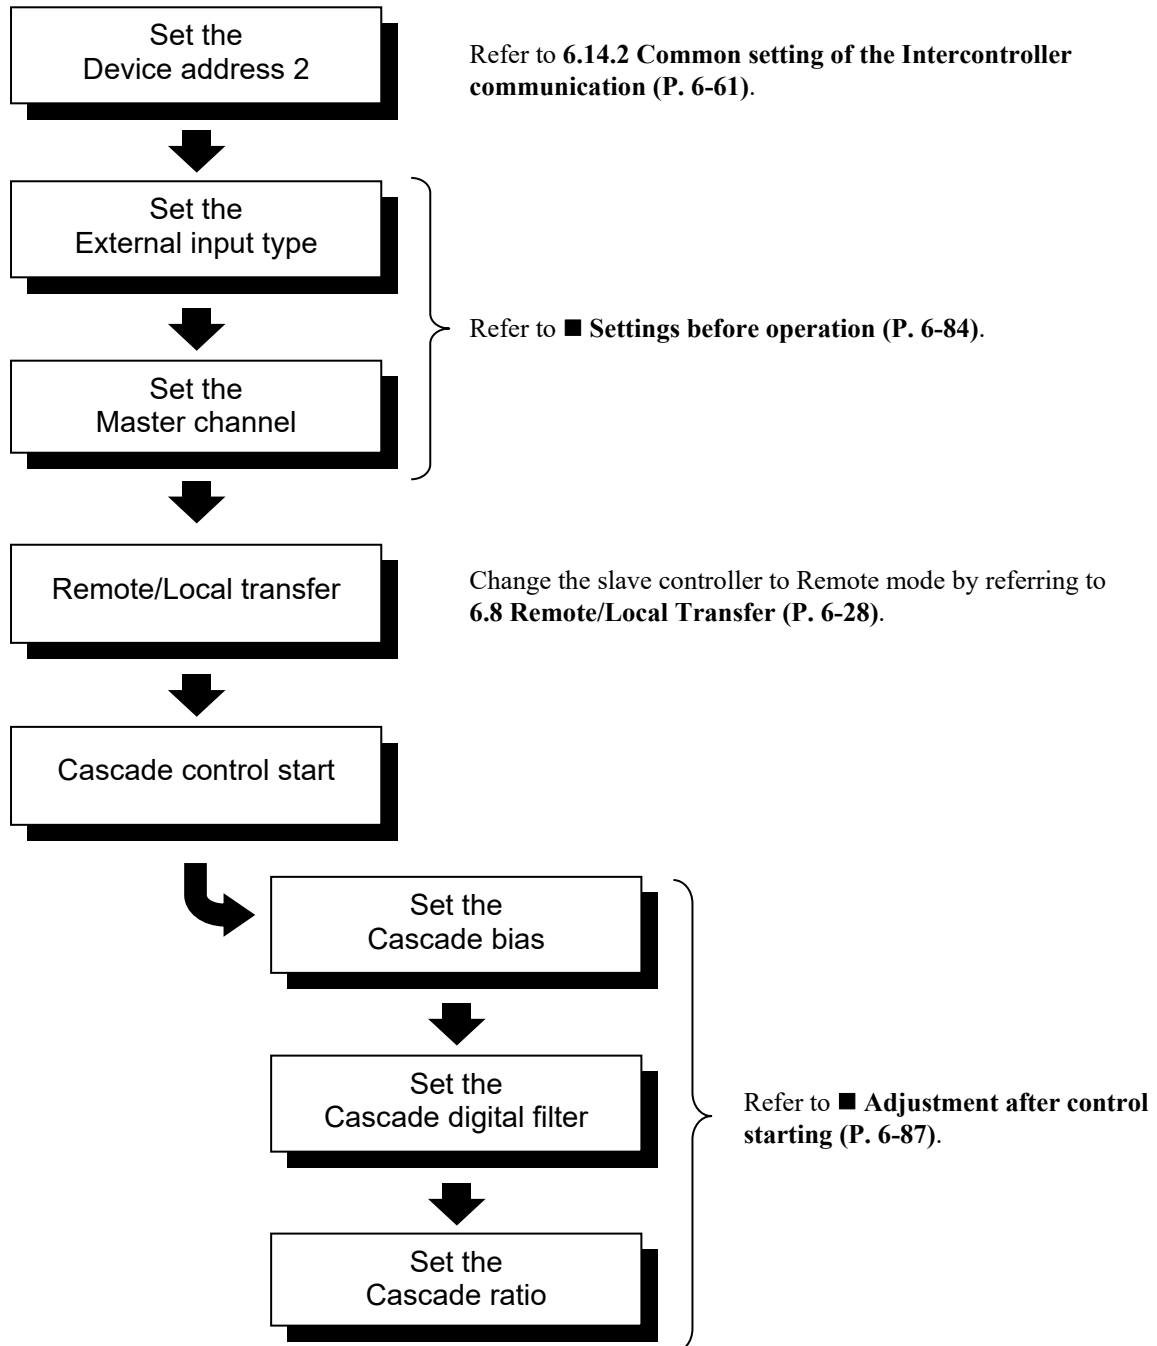 Set the
Device address 2
Refer to 6.14.2 Common setting of the Intercontroller
communication (P. 6-61).
Set the
External input type
Refer to ■ Settings before operation (P. 6-84).
Set the
Master channel
Remote/Local transfer
Change the slave controller to Remote mode by referring to
6.8 Remote/Local Transfer (P. 6-28).
Cascade control start
Set the
Cascade bias
Set the
Cascade digital filter
Refer to ■ Adjustment after control
starting (P. 6-87).
Set the
Cascade ratio